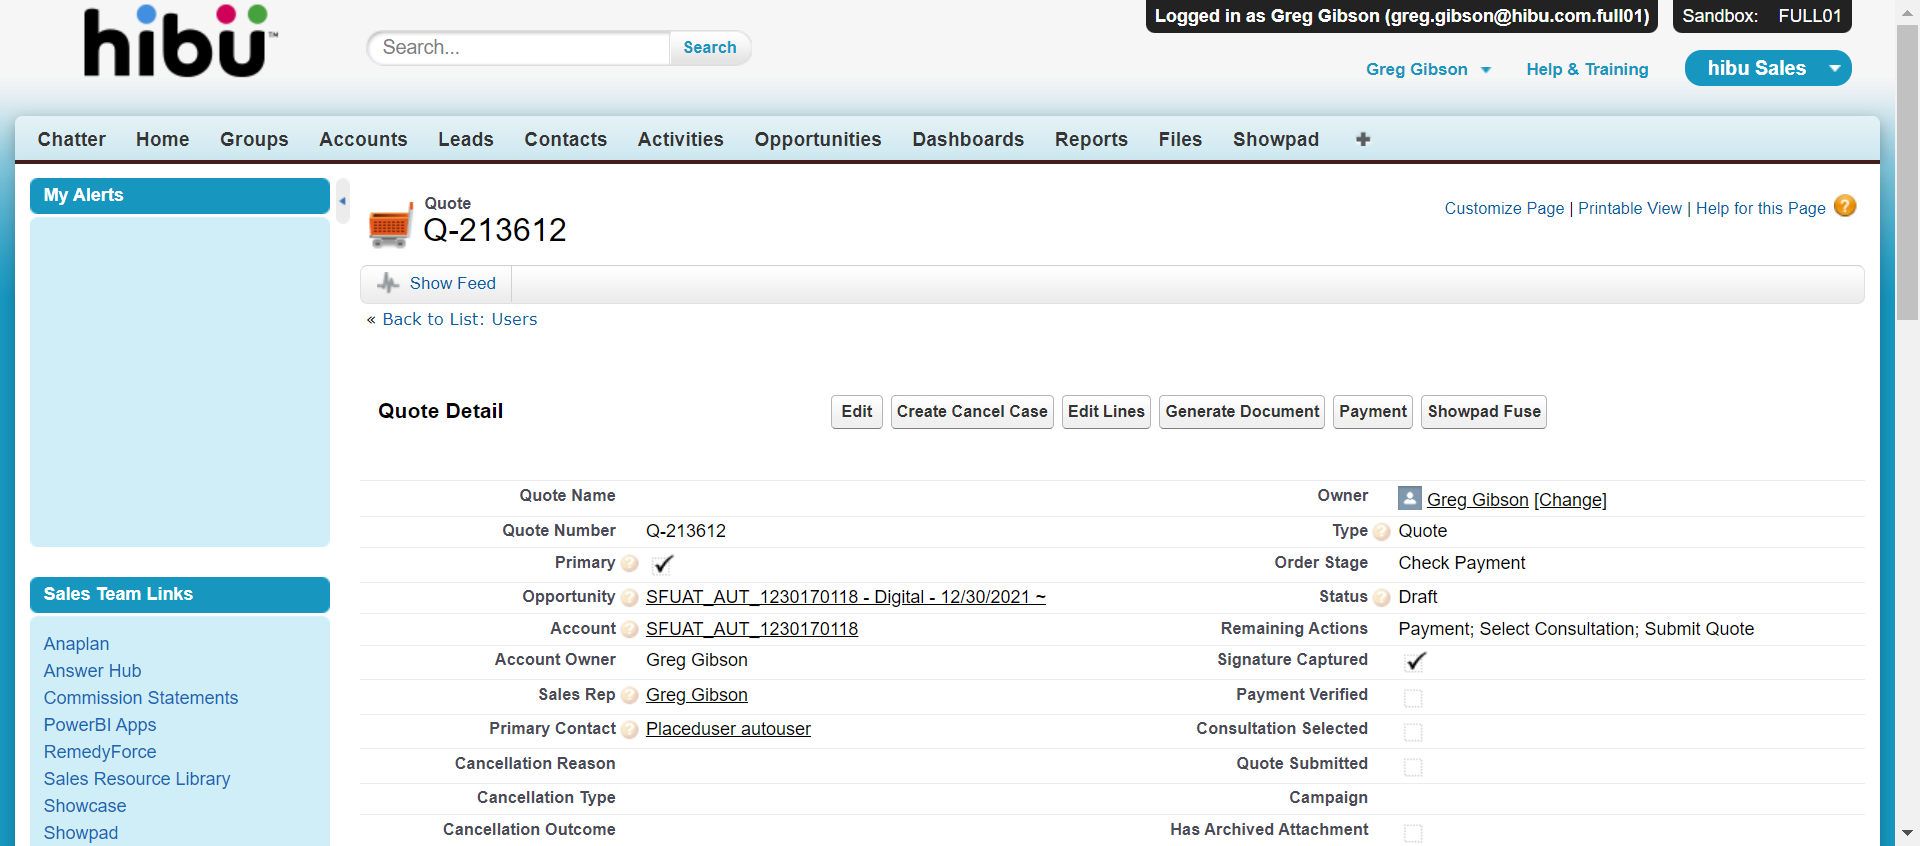 hibu™
Search...
Search
Logged in as Greg Gibson (greg.gibson@hibu.com.full01)
Sandbox: FULL01
Greg Gibson
Help & Training
hibu Sales
Chatter Home Groups Accounts Leads Contacts Activities Opportunities Dashboards Reports Files Showpad
My Alerts
Sales Team Links
Anaplan
Answer Hub
Commission Statements
PowerBI Apps
RemedyForce
Sales Resource Library
Showcase
Showpad
Quote
Q-213612
Customize Page | Printable View | Help for this Page ?
Show Feed
« Back to List: Users
Quote Detail
Edit Create Cancel Case Edit Lines Generate Document Payment Showpad Fuse
Quote Name
Owner Greg Gibson [Change]
Quote Number Q-213612
Type ? Quote
Primary ?
Order Stage Check Payment
Opportunity ? SFUAT_AUT_1230170118 - Digital - 12/30/2021 ~
Status ? Draft
Account ? SFUAT_AUT_1230170118
Remaining Actions Payment; Select Consultation; Submit Quote
Account Owner Greg Gibson
Signature Captured
Sales Rep ? Greg Gibson
Payment Verified
Primary Contact ? Placeduser autouser
Consultation Selected
Cancellation Reason
Quote Submitted
Cancellation Type
Campaign
Cancellation Outcome
Has Archived Attachment